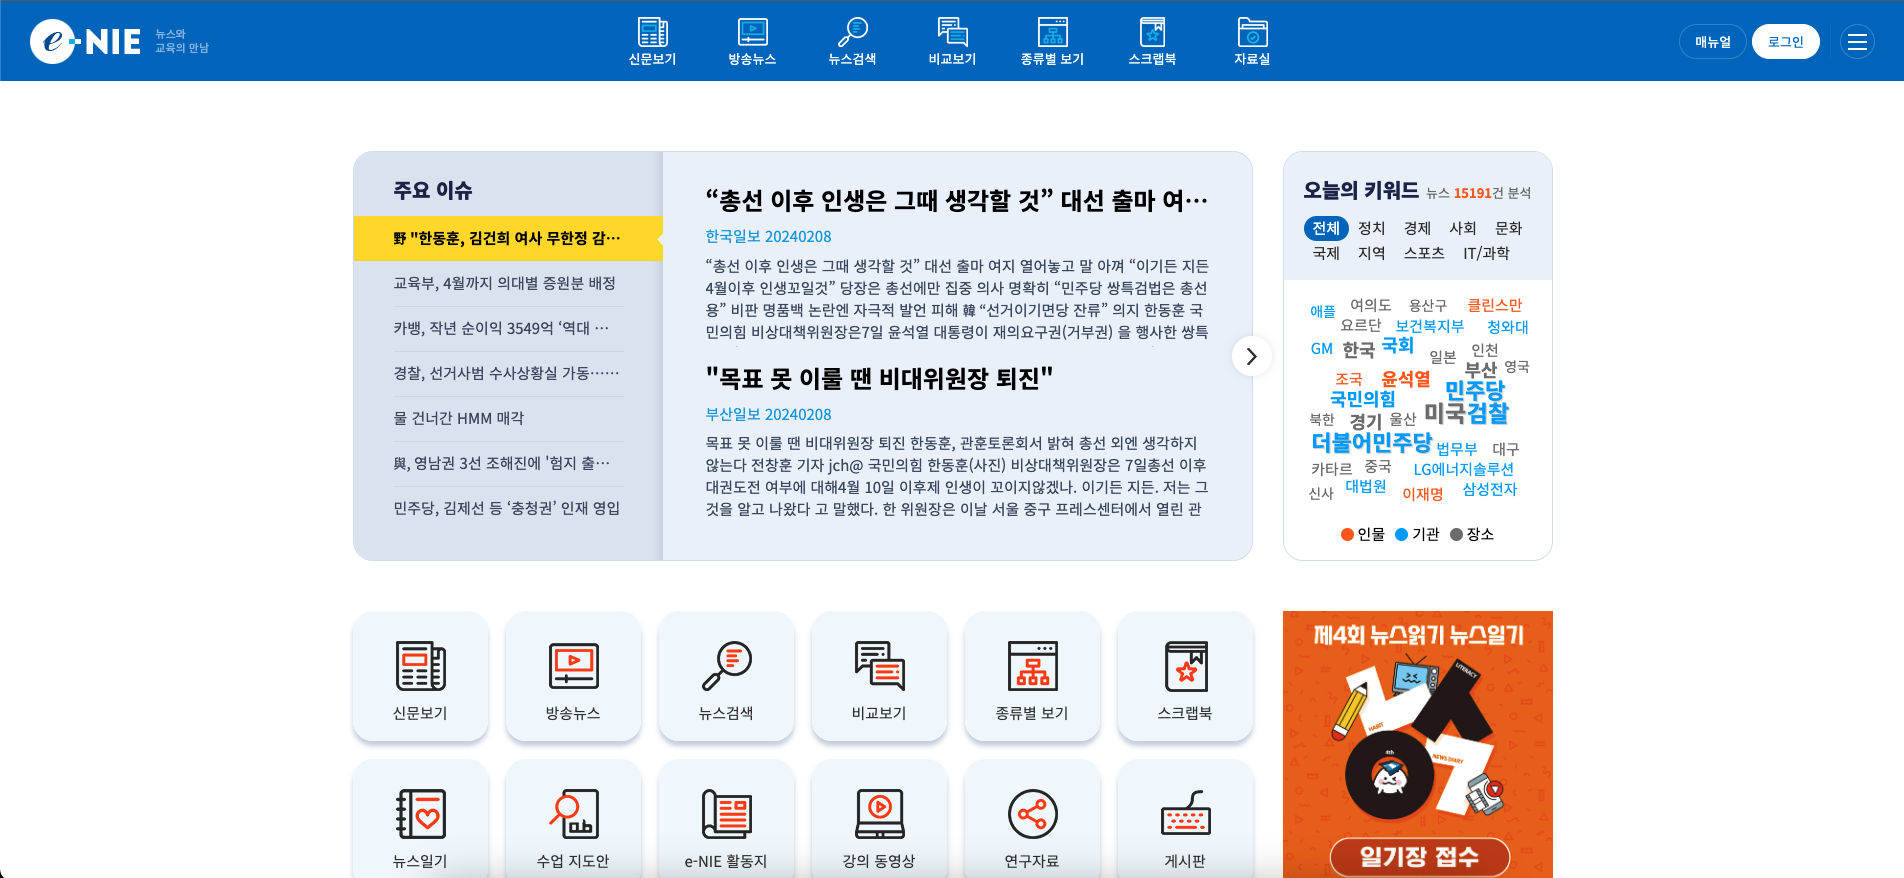 e-NIE
뉴스와
교육의 만남
신문보기
방송뉴스
뉴스검색
비교보기
종류별 보기
스크랩북
자료실
매뉴얼
로그인
주요 이슈
野 "한동훈, 김건희 여사 무한정 감…
교육부, 4월까지 의대별 증원분 배정
카뱅, 작년 순이익 3549억 ‘역대 …
경찰, 선거사범 수사상황실 가동……
물 건너간 HMM 매각
與, 영남권 3선 조해진에 '험지 출…
민주당, 김제선 등 ‘충청권’ 인재 영입
“총선 이후 인생은 그때 생각할 것” 대선 출마 여…
한국일보 20240208
“총선 이후 인생은 그때 생각할 것” 대선 출마 여지 열어놓고 말 아껴 “이기든 지든
4월이후 인생꼬일것” 당장은 총선에만 집중 의사 명확히 “민주당 쌍특검법은 총선
용” 비판 명품백 논란엔 자극적 발언 피해 韓 “선거이기면당 잔류” 의지 한동훈 국
민의힘 비상대책위원장은7일 윤석열 대통령이 재의요구권(거부권) 을 행사한 쌍특
"목표 못 이룰 땐 비대위원장 퇴진"
부산일보 20240208
목표 못 이룰 땐 비대위원장 퇴진 한동훈, 관훈토론회서 밝혀 총선 외엔 생각하지
않는다 전창훈 기자 jch@ 국민의힘 한동훈(사진) 비상대책위원장은 7일총선 이후
대권도전 여부에 대해4월 10일 이후제 인생이 꼬이지않겠나. 이기든 지든. 저는 그
것을 알고 나왔다 고 말했다. 한 위원장은 이날 서울 중구 프레스센터에서 열린 관
오늘의 키워드 뉴스 15191건 분석
전체 정치 경제 사회 문화
국제 지역 스포츠 IT/과학
애플 여의도 용산구 클린스만
요르단 보건복지부 청와대
GM 한국 국회 일본 인천
부산 영국
조국 윤석열 민주당
국민의힘
북한 경기 울산 미국 검찰
더불어민주당 법무부 대구
카타르 중국 LG에너지솔루션
신사 대법원 이재명 삼성전자
인물 기관 장소
신문보기
방송뉴스
뉴스검색
비교보기
종류별 보기
스크랩북
뉴스일기
수업 지도안
e-NIE 활동지
강의 동영상
연구자료
게시판
제4회 뉴스읽기 뉴스일기
LITERACY
HABIT
NEWS DIARY
4th
일기장 접수